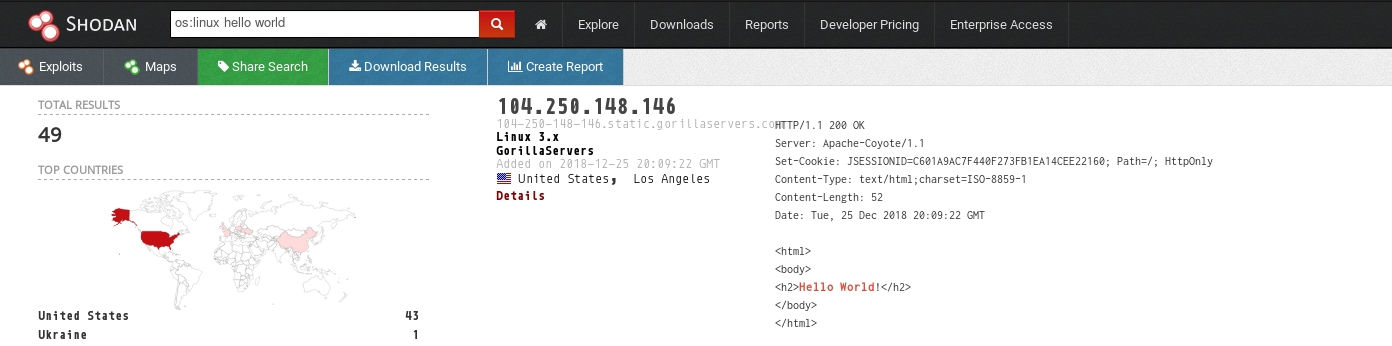 SHODAN
os:linux hello world
Explore
Downloads
Reports
Developer Pricing
Enterprise Access
Exploits
Maps
Share Search
Download Results
Create Report
TOTAL RESULTS
49
TOP COUNTRIES
United States 43
Ukraine 1
104.250.148.146
104-250-148-146.static.gorillaservers.com
Linux 3.x
GorillaServers
Added on 2018-12-25 20:09:22 GMT
United States, Los Angeles
Details
HTTP/1.1 200 OK
Server: Apache-Coyote/1.1
Set-Cookie: JSESSIONID=C601A9AC7F440F273FB1EA14CEE22160; Path=/; HttpOnly
Content-Type: text/html;charset=ISO-8859-1
Content-Length: 52
Date: Tue, 25 Dec 2018 20:09:22 GMT
<html>
<body>
<h2>Hello World!</h2>
</body>
</html>